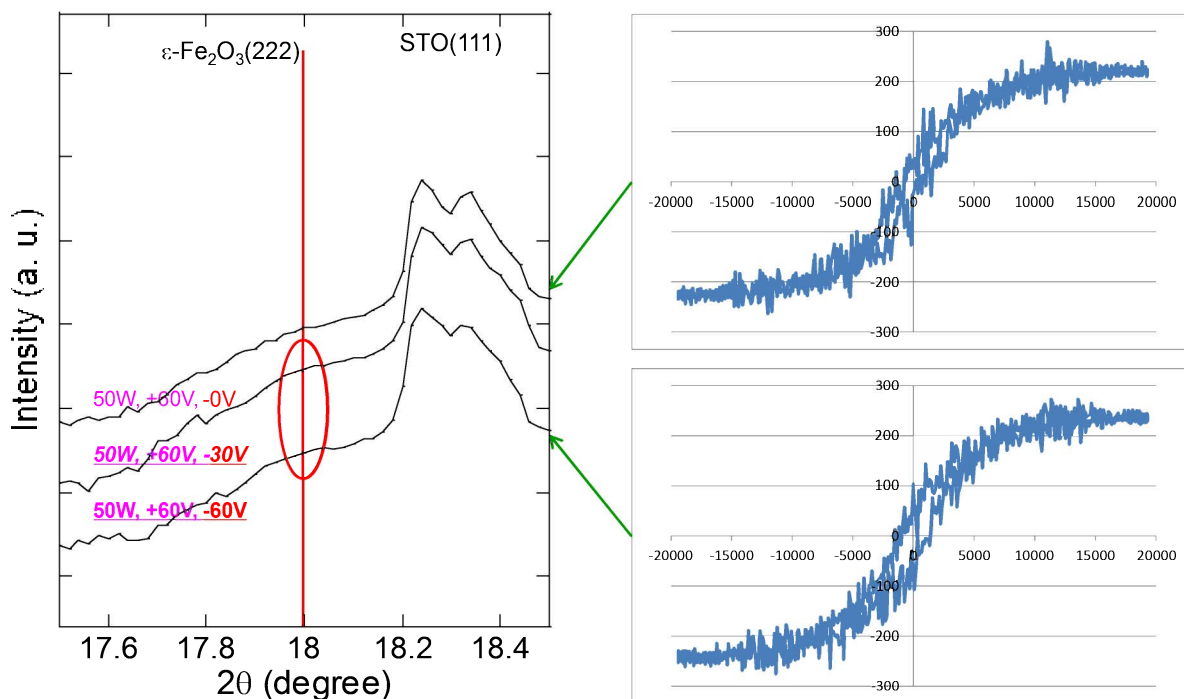 ε-Fe₂O₃(222)
STO(111)
Intensity (a. u.)
50W, +60V, -0V
50W, +60V, -30V
50W, +60V, -60V
17.6 17.8 18 18.2 18.4
2θ (degree)
300
200
100
0
-20000 -15000 -10000 -5000 0 5000 10000 15000 20000
-100
-200
-300
300
200
100
0
-20000 -15000 -10000 -5000 0 5000 10000 15000 20000
-100
-200
-300